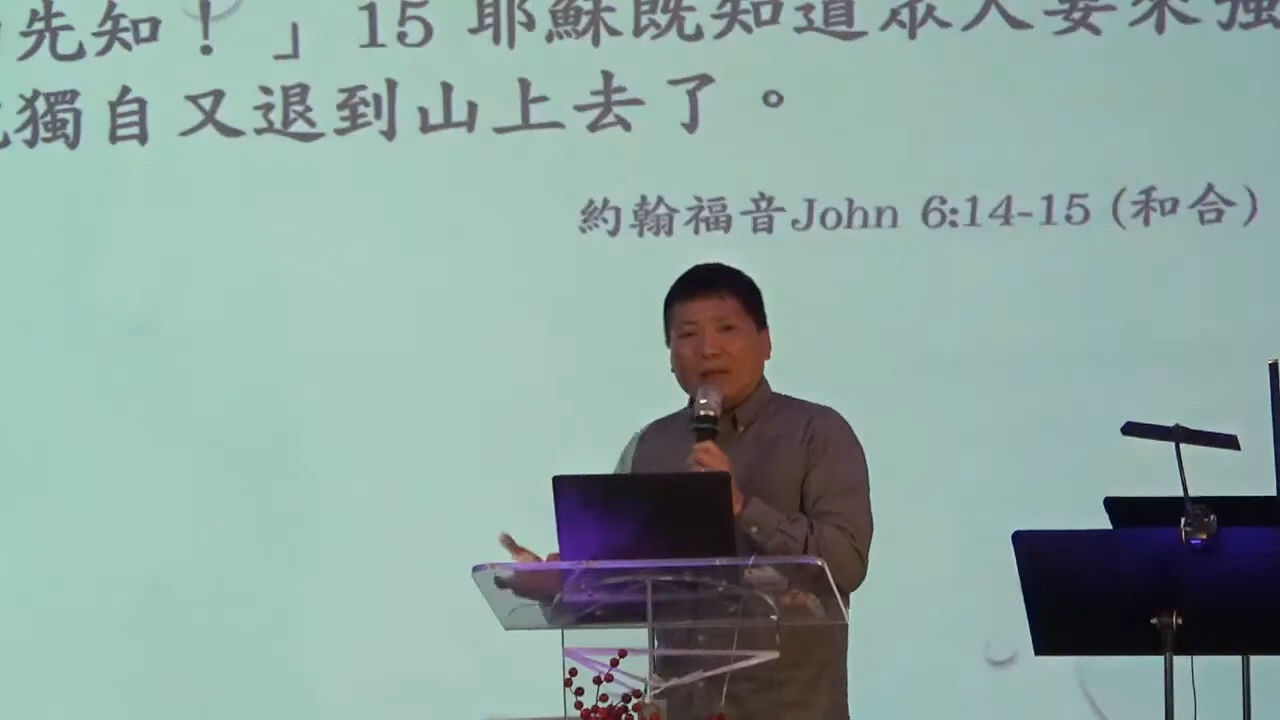 先知！」15 耶穌既知道眾人要來強
獨自又退到山上去了。
約翰福音John 6:14-15 (和合)